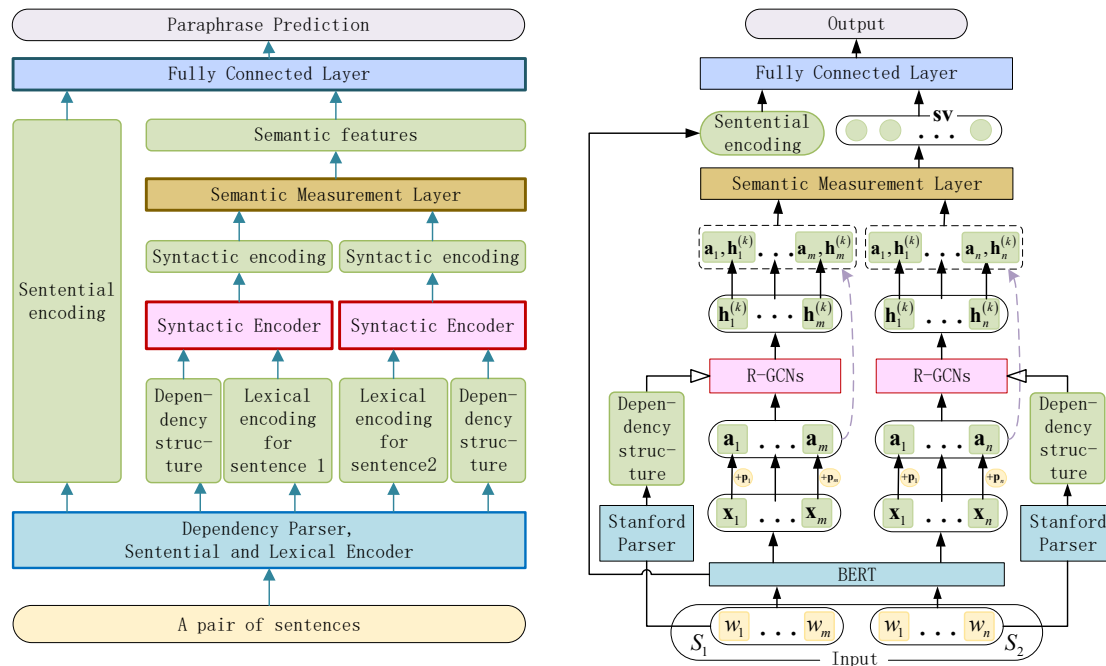 Paraphrase Prediction
Fully Connected Layer
Semantic features
Semantic Measurement Layer
Syntactic encoding
Syntactic encoding
Sentential
encoding
Syntactic Encoder
Syntactic Encoder
Depen-
dency
struc-
ture
Lexical
encoding
for
sentence 1
Lexical
encoding
for
sentence2
Depen-
dency
struc-
ture
Dependency Parser,
Sentential and Lexical Encoder
A pair of sentences
Output
Fully Connected Layer
Sentential
encoding
sv
...
Semantic Measurement Layer
a₁,h₁⁽ᵏ⁾ ... aₘ,hₘ⁽ᵏ⁾
a₁,h₁⁽ᵏ⁾ ... aₙ,hₙ⁽ᵏ⁾
h₁⁽ᵏ⁾ ... hₘ⁽ᵏ⁾
h₁⁽ᵏ⁾ ... hₙ⁽ᵏ⁾
R-GCNs
R-GCNs
Depen-
dency
struc-
ture
a₁ ... aₘ
a₁ ... aₙ
Depen-
dency
struc-
ture
+p₁ +pₘ
+p₁ +pₙ
x₁ ... xₘ
x₁ ... xₙ
Stanford
Parser
Stanford
Parser
BERT
S₁ w₁ ... wₘ
w₁ ... wₙ S₂
Input